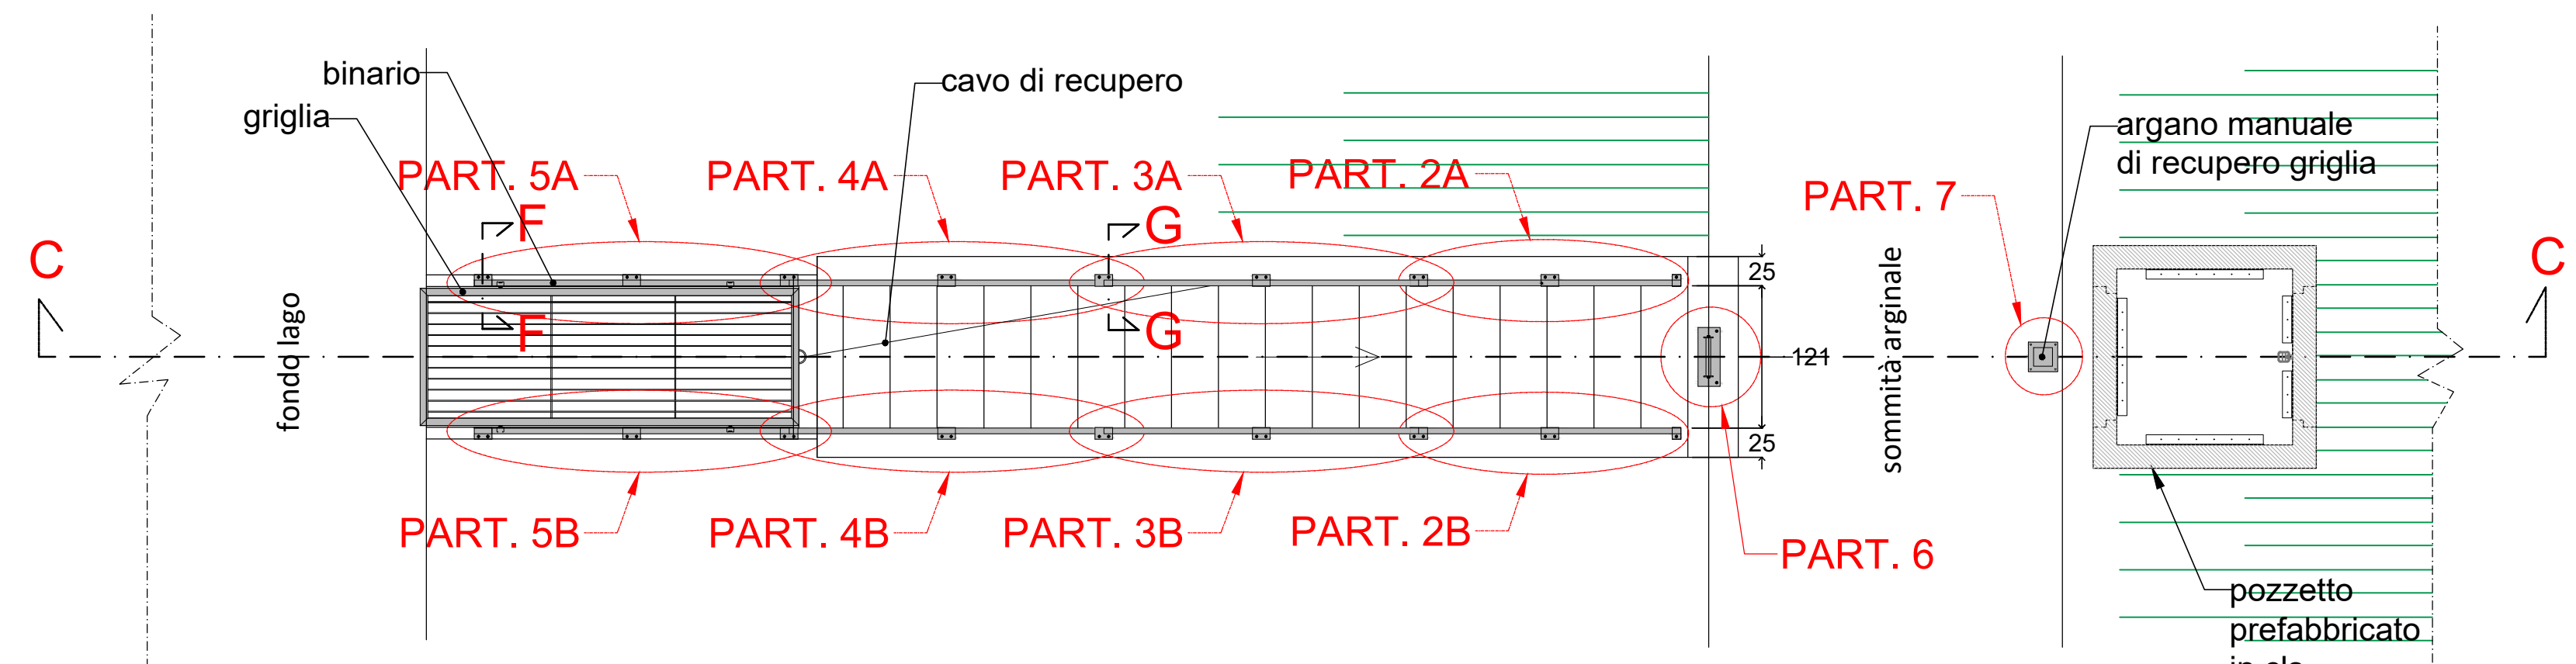 binario
cavo di recupero
griglia
argano manuale
di recupero griglia
PART. 5A
PART. 4A
PART. 3A
PART. 2A
PART. 7
F
G
C
C
25
fondo lago
F
G
121
sommità arginale
25
PART. 5B
PART. 4B
PART. 3B
PART. 2B
PART. 6
pozzetto
prefabbricato